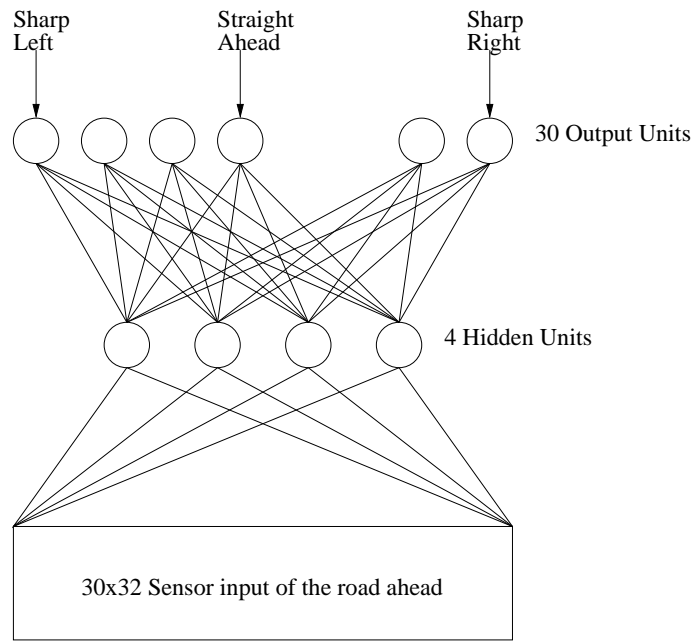 Sharp
Left
Straight
Ahead
Sharp
Right
30 Output Units
4 Hidden Units
30x32 Sensor input of the road ahead